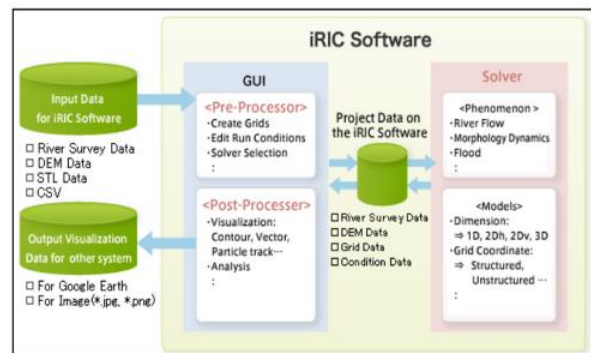 iRIC Software
Input Data
for iRIC Software
□ River Survey Data
□ DEM Data
□ STL Data
□ CSV
Output Visualization
Data for other system
□ For Google Earth
□ For Image(*.jpg, *.png)
GUI
<Pre-Processor>
・Create Grids
・Edit Run Conditions
・Solver Selection
:
<Post-Processer>
・Visualization:
Contour, Vector,
Particle track…
・Analysis
:
Project Data on
the iRIC Software
□ River Survey Data
□ DEM Data
□ Grid Data
□ Condition Data
Solver
<Phenomenon >
・River Flow
・Morphology Dynamics
・Flood
:
<Models>
・Dimension:
⇒ 1D, 2Dh, 2Dv, 3D
・Grid Coordinate:
⇒ Structured,
Unstructured …
: